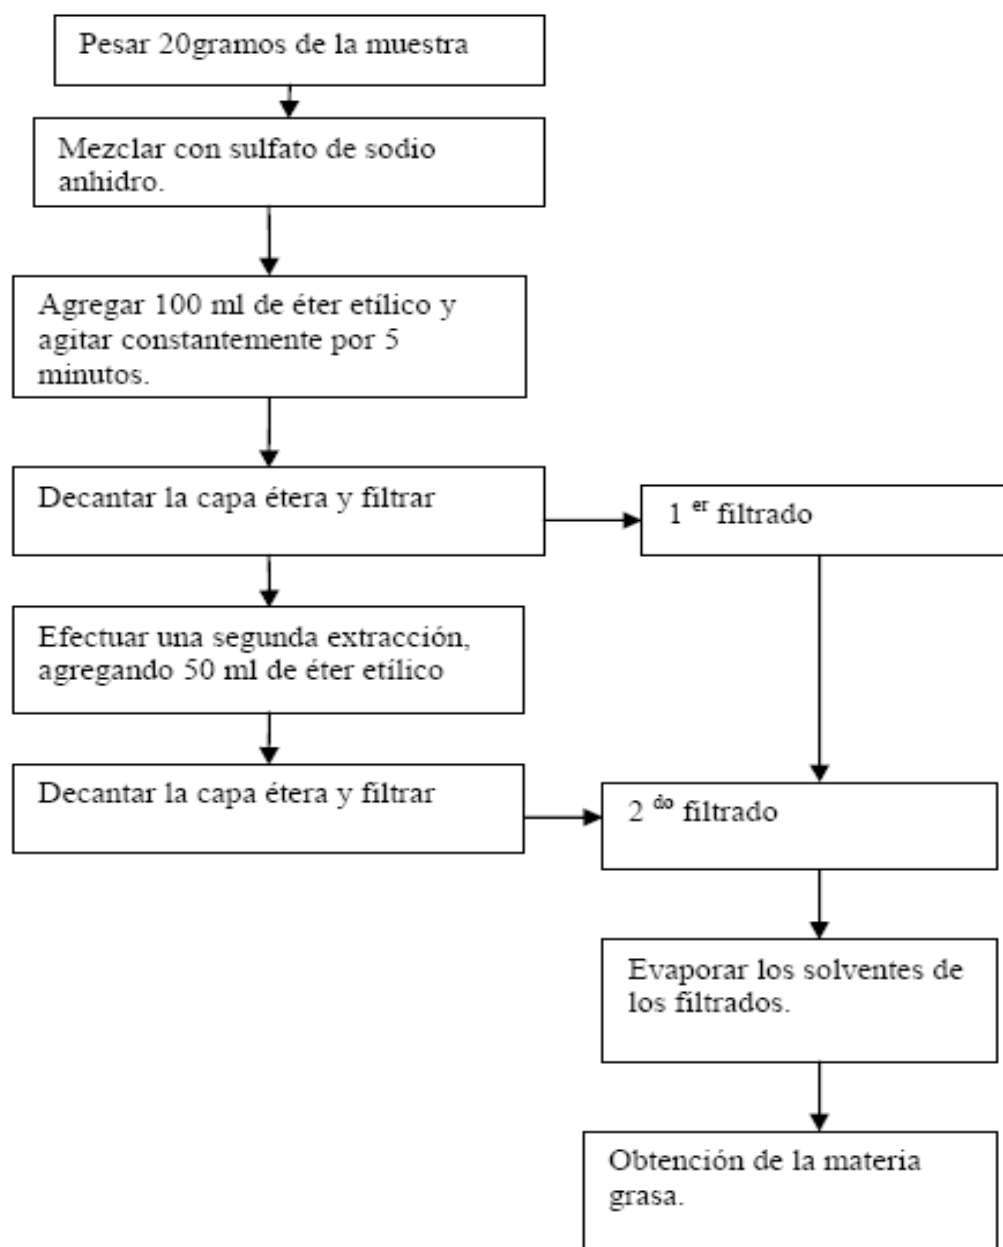 Pesar 20gramos de la muestra
Mezclar con sulfato de sodio
anhidro.
Agregar 100 ml de éter etílico y
agitar constantemente por 5
minutos.
Decantar la capa étera y filtrar
1 er filtrado
Efectuar una segunda extracción,
agregando 50 ml de éter etílico
Decantar la capa étera y filtrar
2 do filtrado
Evaporar los solventes de
los filtrados.
Obtención de la materia
grasa.